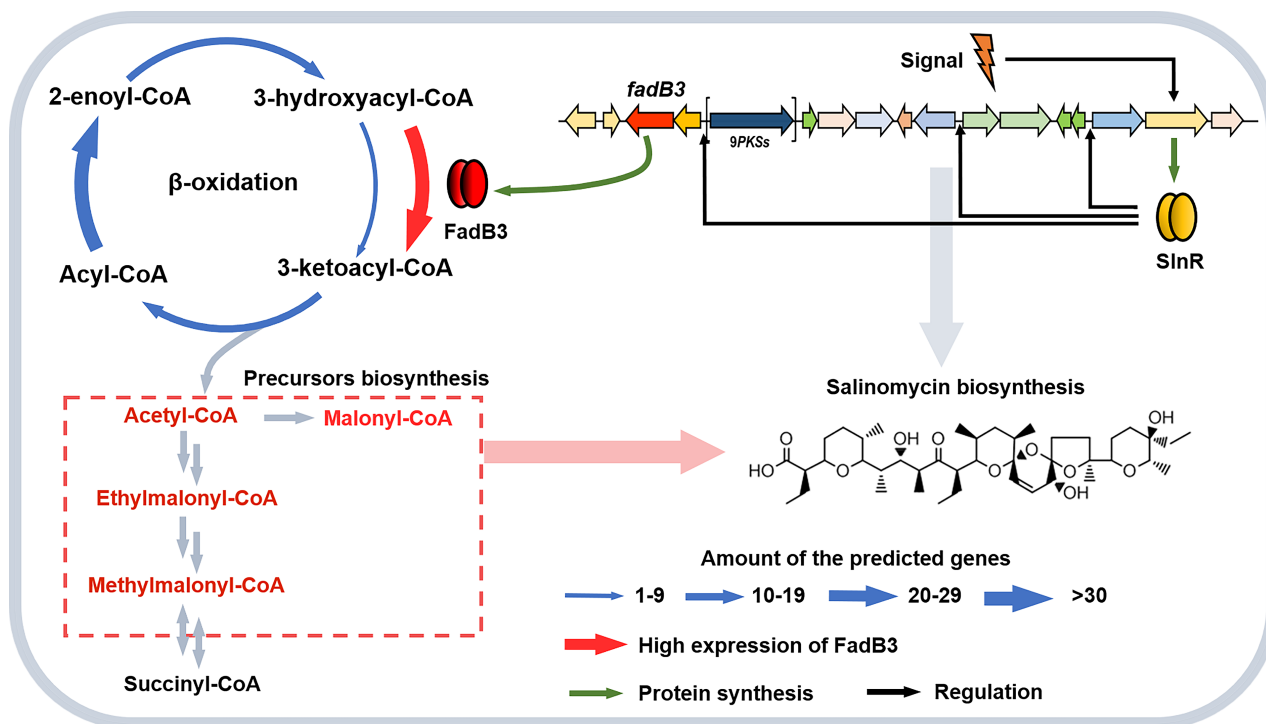 Signal
fadB3
2-enoyl-CoA
3-hydroxyacyl-CoA
9PKSs
β-oxidation
FadB3
SlnR
Acyl-CoA
3-ketoacyl-CoA
Precursors biosynthesis
Salinomycin biosynthesis
Acetyl-CoA
Malonyl-CoA
Ethylmalonyl-CoA
Methylmalonyl-CoA
Succinyl-CoA
O
HO
O
OH
O
O
O
O
OH
O
OH
Amount of the predicted genes
1-9
10-19
20-29
>30
High expression of FadB3
Protein synthesis
Regulation